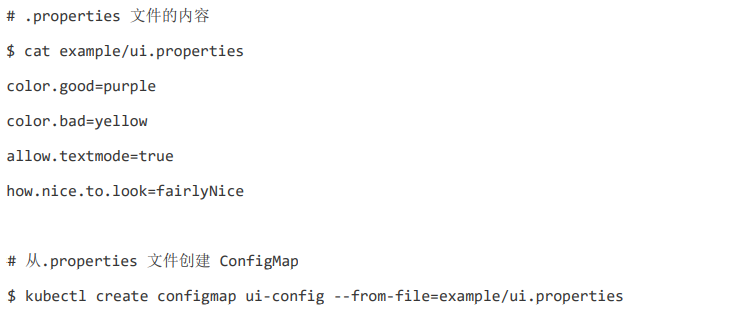 # .properties 文件的内容
$ cat example/ui.properties
color.good=purple
color.bad=yellow
allow.textmode=true
how.nice.to.look=fairlyNice
# 从.properties 文件创建 ConfigMap
$ kubectl create configmap ui-config --from-file=example/ui.properties